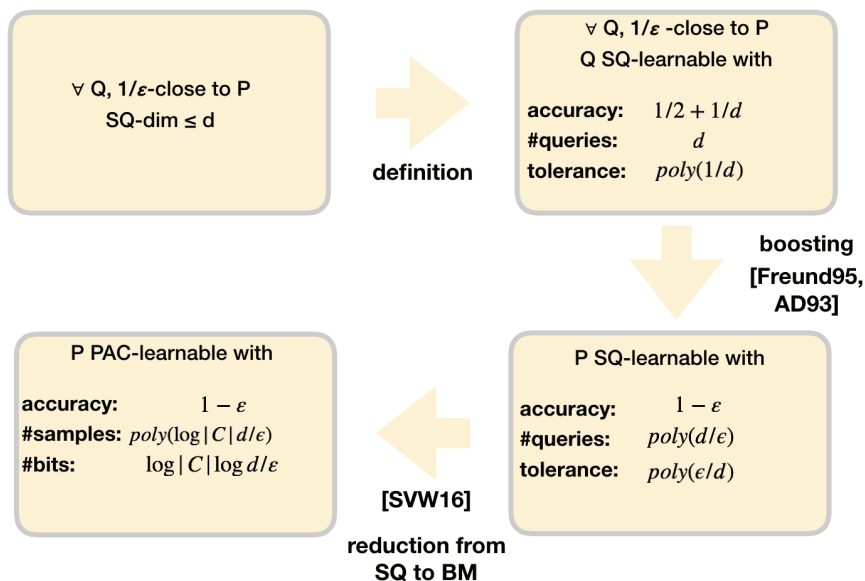 ∀ Q, 1/ε-close to P
SQ-dim ≤ d
definition
∀ Q, 1/ε -close to P
Q SQ-learnable with
accuracy: 1/2 + 1/d
#queries: d
tolerance: poly(1/d)
boosting
[Freund95,
AD93]
P SQ-learnable with
accuracy: 1 − ε
#queries: poly(d/ϵ)
tolerance: poly(ϵ/d)
[SVW16]
reduction from
SQ to BM
P PAC-learnable with
accuracy: 1 − ε
#samples: poly(log|C|d/ϵ)
#bits: log|C|log d/ε